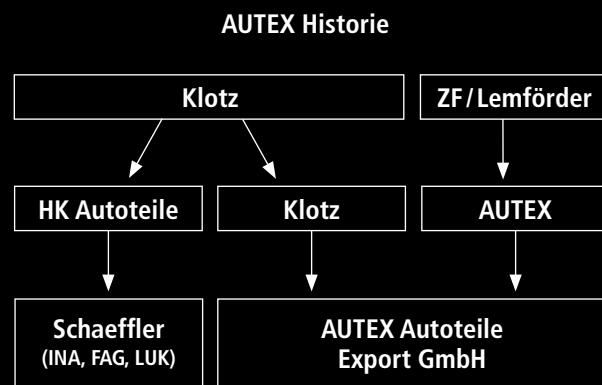 AUTEX Historie
Klotz
ZF/Lemförder
HK Autoteile
Klotz
AUTEX
Schaeffler
(INA, FAG, LUK)
AUTEX Autoteile
Export GmbH